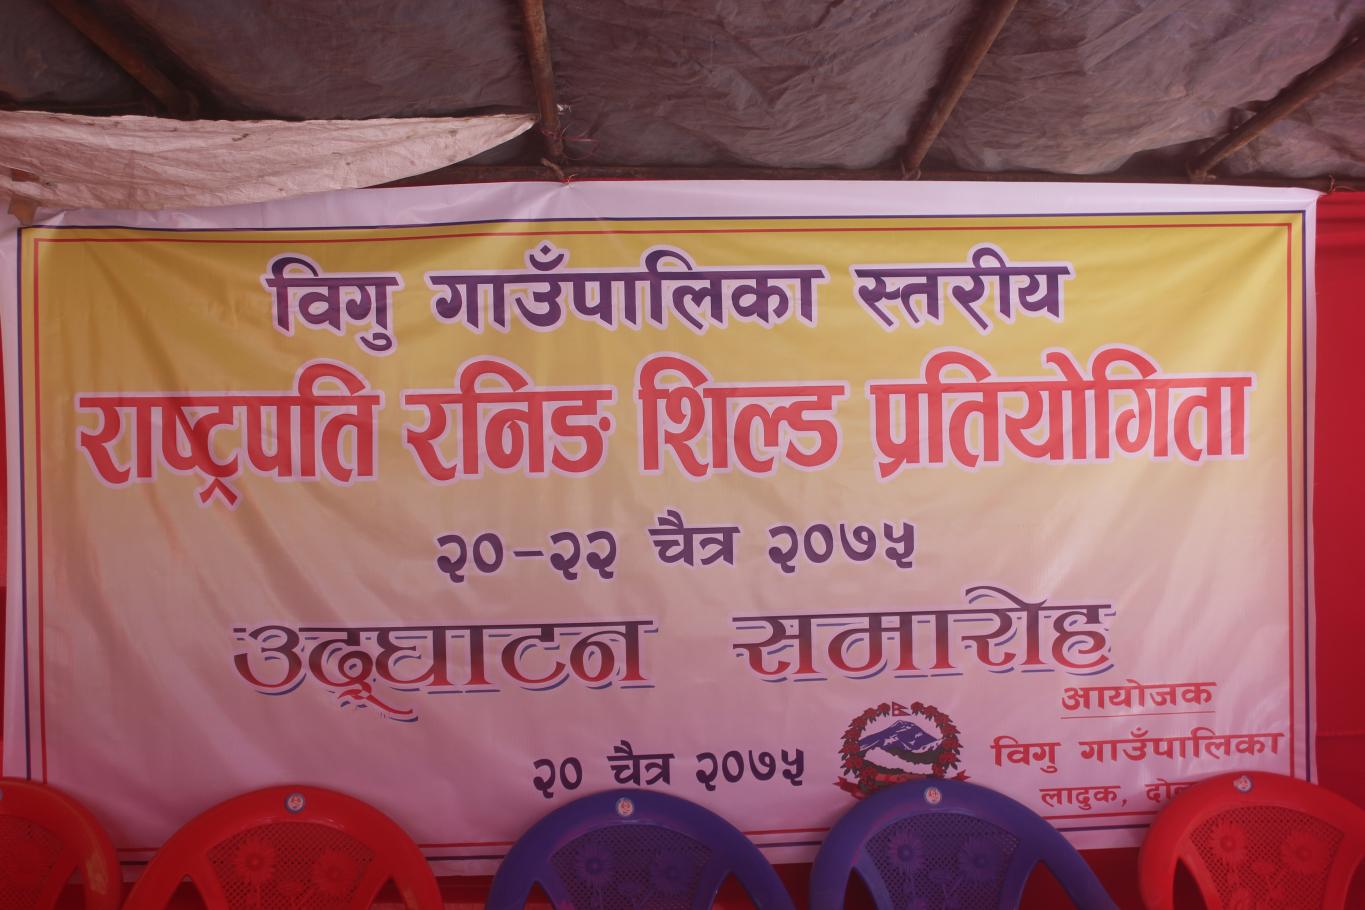 विगु गाउँपालिका स्तरीय
राष्ट्रपति रनिङ शिल्ड प्रतियोगिता
२०-२२ चैत्र २०७५
उद्घाटन समारोह
२० चैत्र २०७५
आयोजक
विगु गाउँपालिका
लादुक,